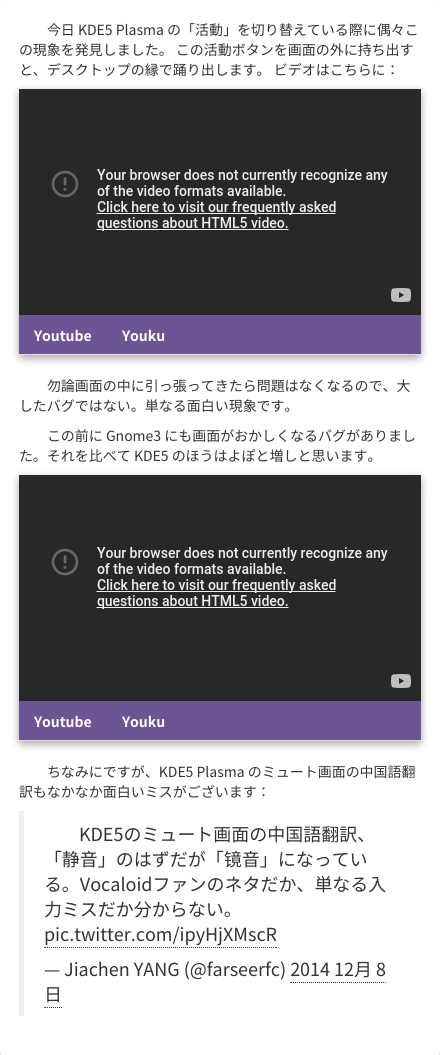 今日 KDE5 Plasma の「活動」を切り替えている際に偶々こ
の現象を発見しました。 この活動ボタンを画面の外に持ち出す
と、デスクトップの縁で踊り出します。 ビデオはこちらに：
Your browser does not currently recognize any
of the video formats available.
Click here to visit our frequently asked
questions about HTML5 video.
Youtube Youku
勿論画面の中に引っ張ってきたら問題はなくなるので、大
したバグではない。単なる面白い現象です。
この前に Gnome3 にも画面がおかしくなるバグがありまし
た。それを比べて KDE5 のほうはよぽと増しと思います。
Your browser does not currently recognize any
of the video formats available.
Click here to visit our frequently asked
questions about HTML5 video.
Youtube Youku
ちなみにですが、KDE5 Plasma のミュート画面の中国語翻
訳もなかなか面白いミスがございます：
KDE5のミュート画面の中国語翻訳、
「静音」のはずだが「镜音」になってい
る。Vocaloidファンのネタだか、単なる入
力ミスだか分からない。
pic.twitter.com/ipyHjXMscR
— Jiachen YANG (@farseerfc) 2014 12月 8
日